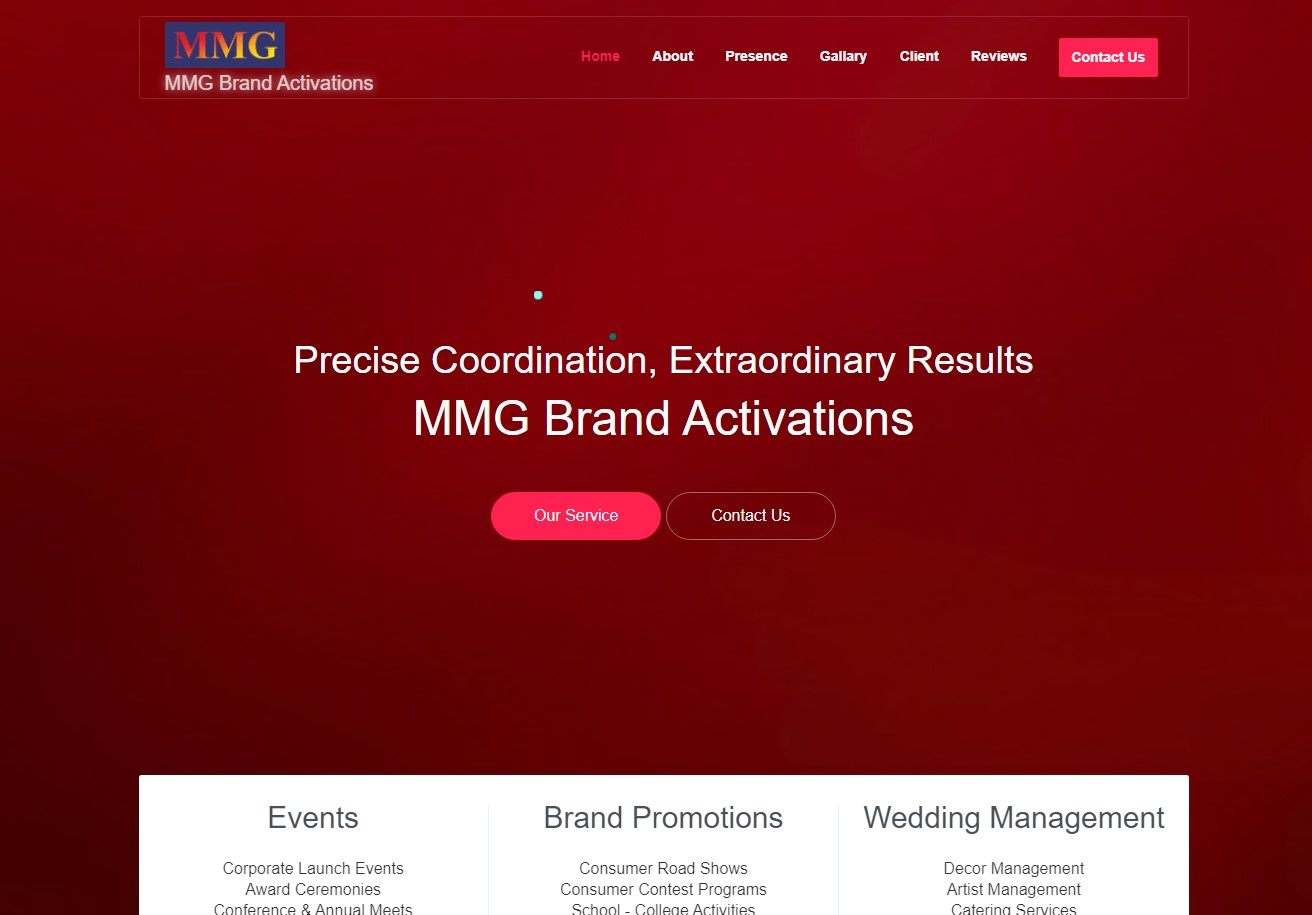 MMG
MMG Brand Activations
Home About Presence Gallary Client Reviews Contact Us
Precise Coordination, Extraordinary Results
MMG Brand Activations
Our Service Contact Us
Events Brand Promotions Wedding Management
Corporate Launch Events Consumer Road Shows Decor Management
Award Ceremonies Consumer Contest Programs Artist Management
Conference & Annual Meets School - College Activities Catering Services